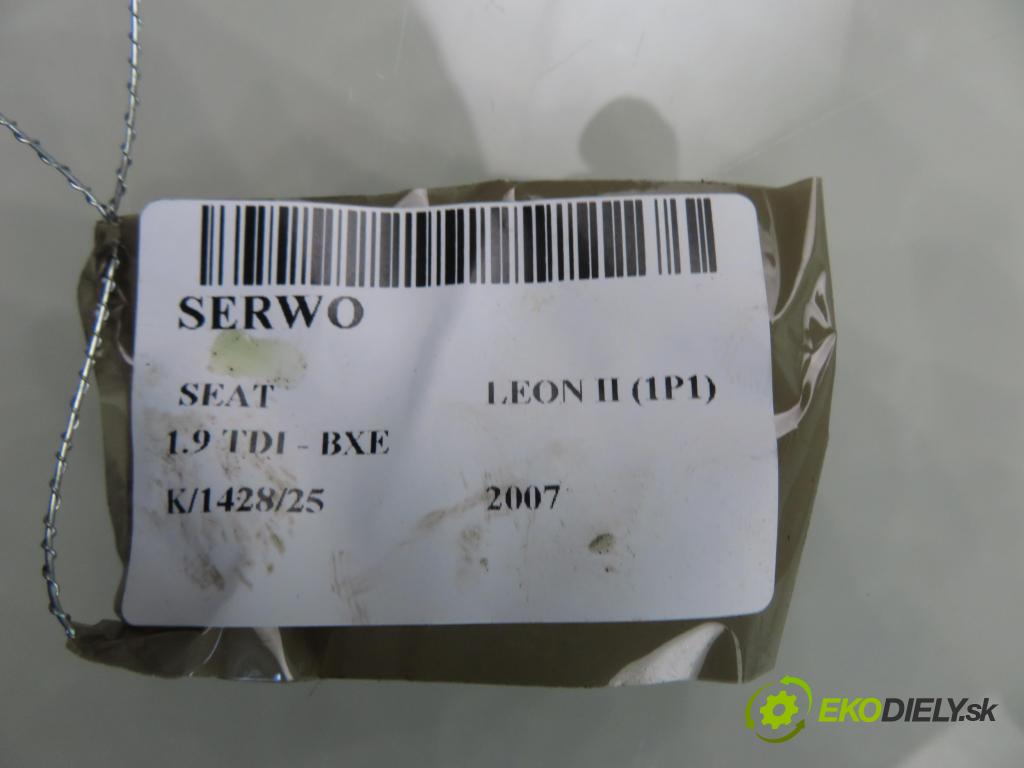 SERWO
SEAT LEON II (1P1)
1.9 TDI - BXE
K/1428/25 2007
EKODIELY.sk